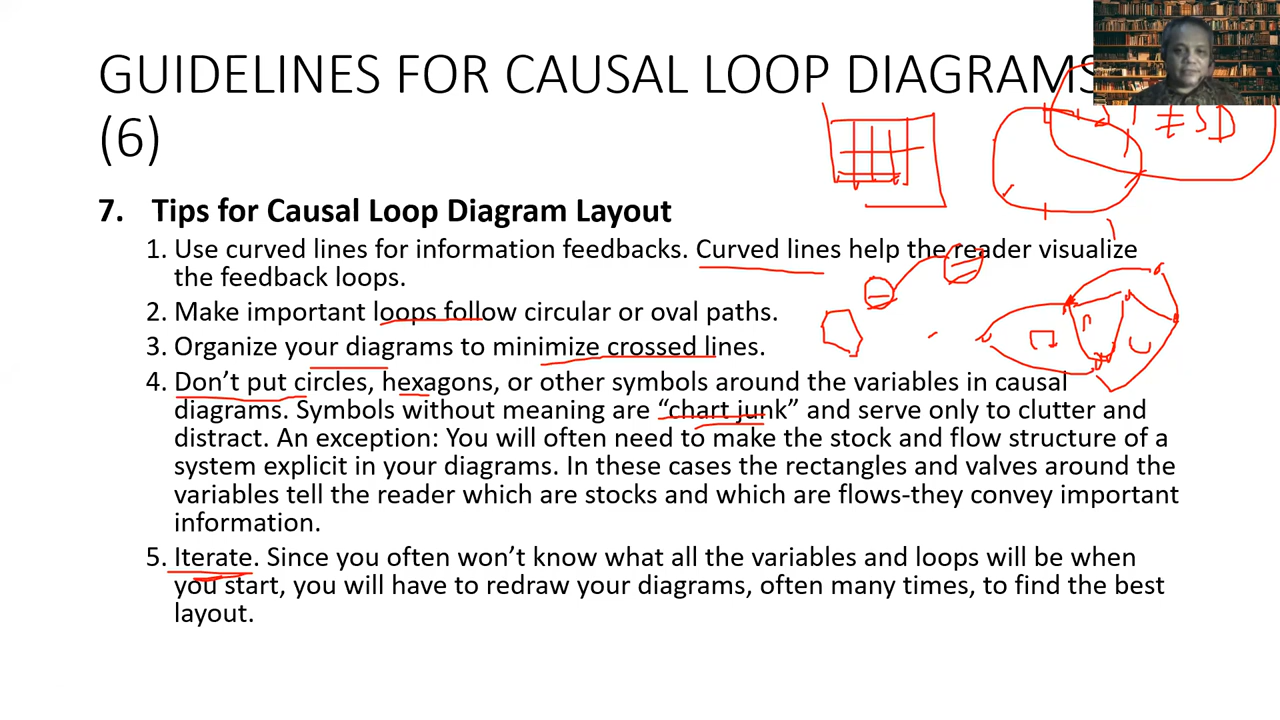 GUIDELINES FOR CAUSAL LOOP DIAGRAMS
(6)
≠ SD
7. Tips for Causal Loop Diagram Layout
1. Use curved lines for information feedbacks. Curved lines help the reader visualize
the feedback loops.
2. Make important loops follow circular or oval paths.
3. Organize your diagrams to minimize crossed lines.
4. Don’t put circles, hexagons, or other symbols around the variables in causal
diagrams. Symbols without meaning are “chart junk” and serve only to clutter and
distract. An exception: You will often need to make the stock and flow structure of a
system explicit in your diagrams. In these cases the rectangles and valves around the
variables tell the reader which are stocks and which are flows-they convey important
information.
5. Iterate. Since you often won’t know what all the variables and loops will be when
you start, you will have to redraw your diagrams, often many times, to find the best
layout.